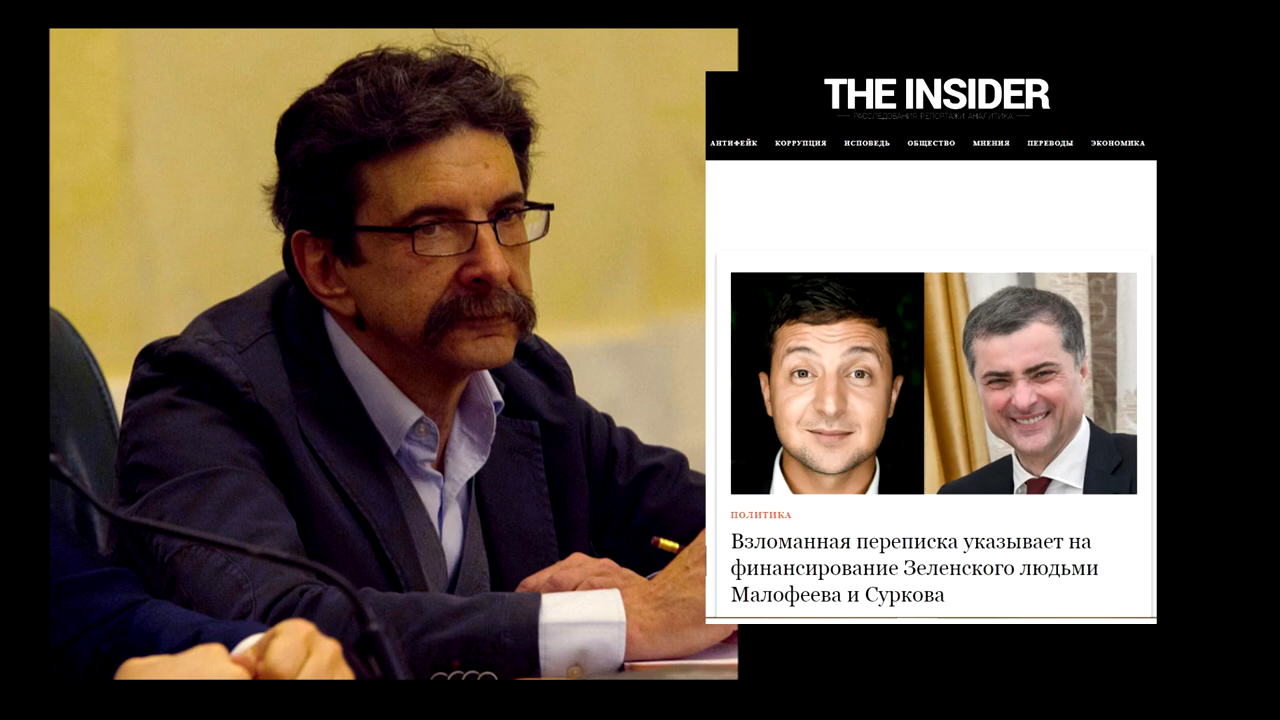 THE INSIDER
РАССЛЕДОВАНИЯ РЕПОРТАЖИ АНАЛИТИКА
АНТИФЕЙК КОРРУПЦИЯ ИСПОВЕДЬ ОБЩЕСТВО МНЕНИЯ ПЕРЕВОДЫ ЭКОНОМИКА
ПОЛИТИКА
Взломанная переписка указывает на
финансирование Зеленского людьми
Малофеева и Суркова